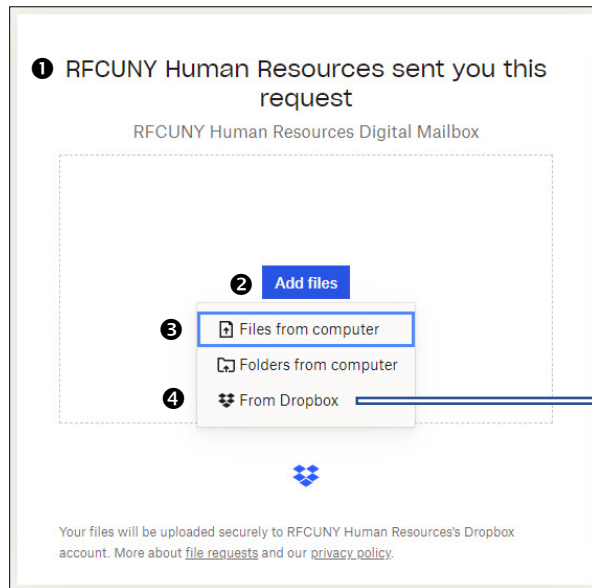 ❶ RFCUNY Human Resources sent you this
request
RFCUNY Human Resources Digital Mailbox
❷ Add files
❸ Files from computer
Folders from computer
❹ From Dropbox
Your files will be uploaded securely to RFCUNY Human Resources's Dropbox
account. More about file requests and our privacy policy.